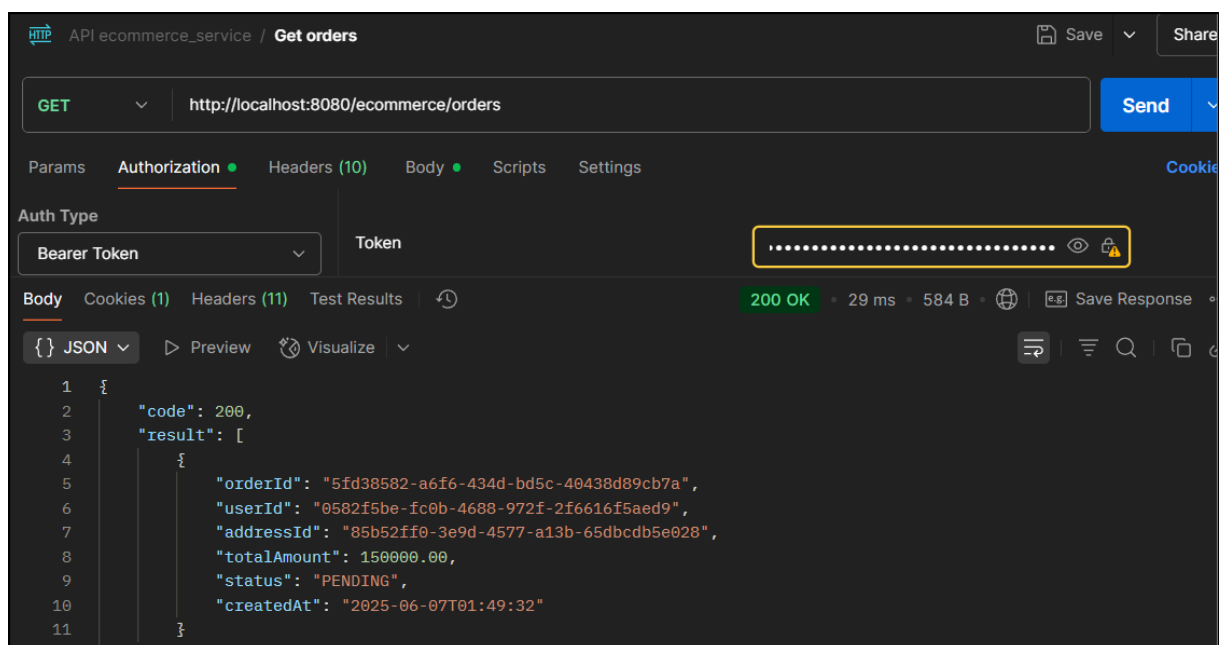 HTTP API ecommerce_service / Get orders Save Share
GET http://localhost:8080/ecommerce/orders Send
Params Authorization Headers (10) Body Scripts Settings Cookie
Auth Type
Bearer Token Token
Body Cookies (1) Headers (11) Test Results 200 OK • 29 ms • 584 B e.g. Save Response
{} JSON Preview Visualize
1 {
2 "code": 200,
3 "result": [
4 {
5 "orderId": "5fd38582-a6f6-434d-bd5c-40438d89cb7a",
6 "userId": "0582f5be-fc0b-4688-972f-2f6616f5aed9",
7 "addressId": "85b52ff0-3e9d-4577-a13b-65dbcdb5e028",
8 "totalAmount": 150000.00,
9 "status": "PENDING",
10 "createdAt": "2025-06-07T01:49:32"
11 }